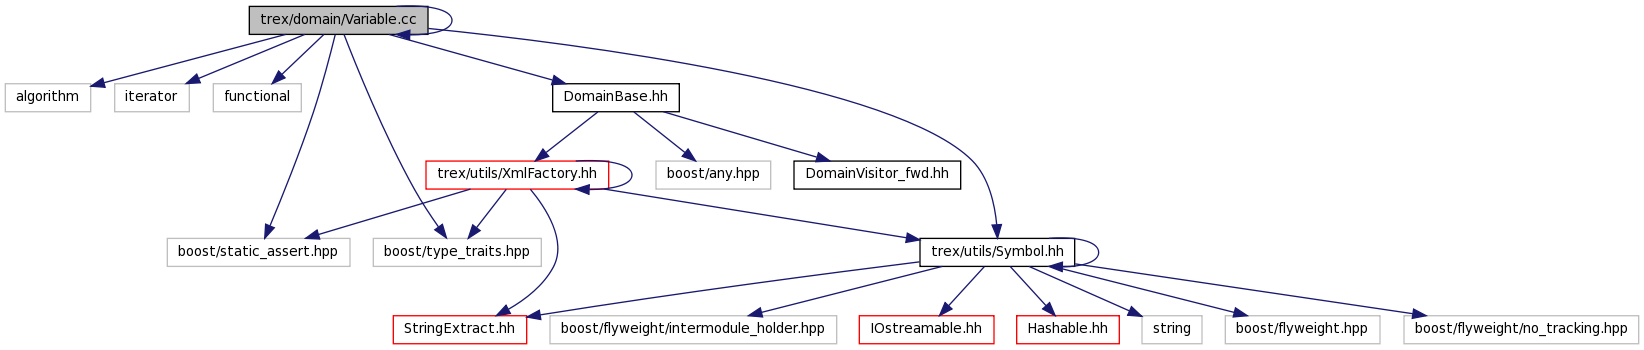 trex/domain/Variable.cc
algorithm
iterator
functional
DomainBase.hh
trex/utils/XmlFactory.hh
boost/any.hpp
DomainVisitor_fwd.hh
boost/static_assert.hpp
boost/type_traits.hpp
trex/utils/Symbol.hh
StringExtract.hh
boost/flyweight/intermodule_holder.hpp
IOstreamable.hh
Hashable.hh
string
boost/flyweight.hpp
boost/flyweight/no_tracking.hpp